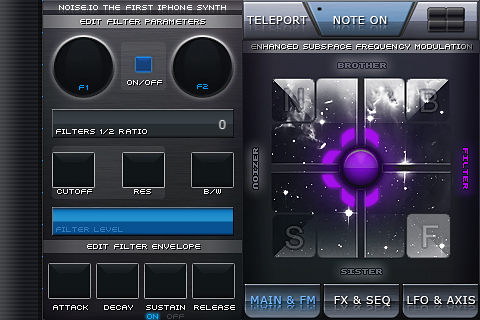 NOISE.IO THE FIRST IPHONE SYNTH
EDIT FILTER PARAMETERS
F1
ON/OFF
F2
0
FILTERS 1/2 RATIO
CUTOFF RES B/W
FILTER LEVEL
EDIT FILTER ENVELOPE
ATTACK DECAY SUSTAIN RELEASE
ON OFF
TELEPORT NOTE ON
ENHANCED SUBSPACE FREQUENCY MODULATION
BROTHER
N B
NOIZER FILTER
S F
SISTER
MAIN & FM FX & SEQ LFO & AXIS